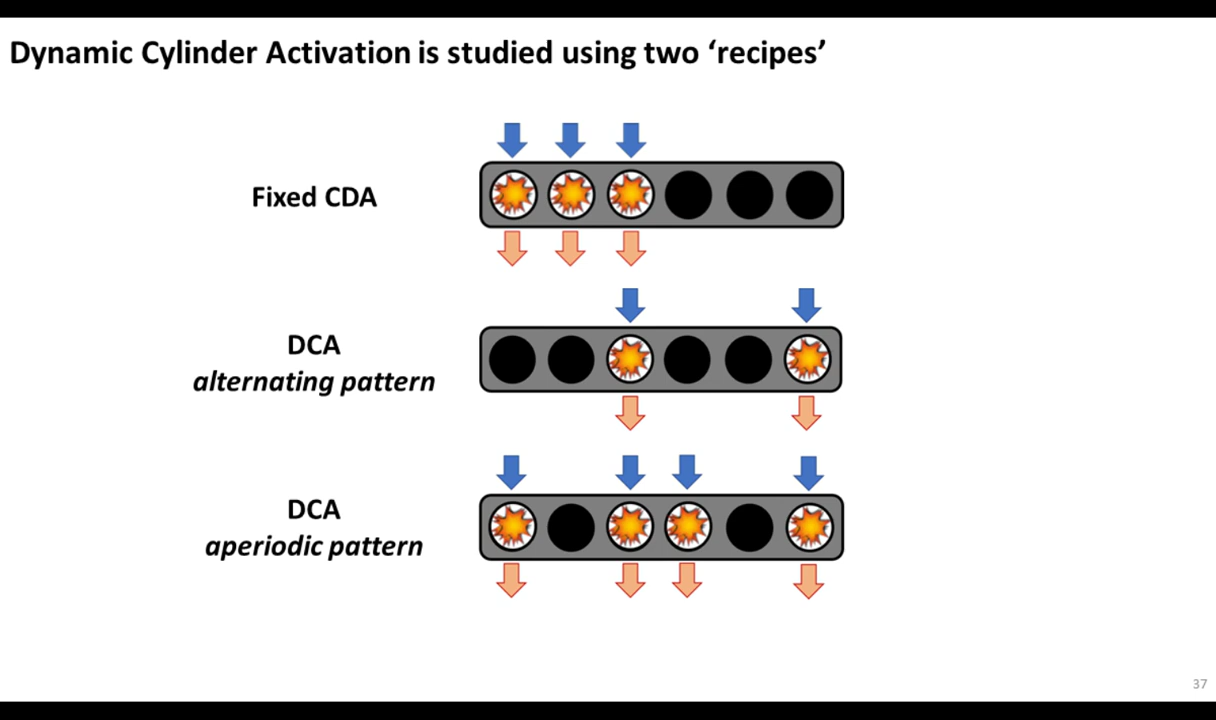 Dynamic Cylinder Activation is studied using two ‘recipes’
Fixed CDA
DCA
alternating pattern
DCA
aperiodic pattern
37